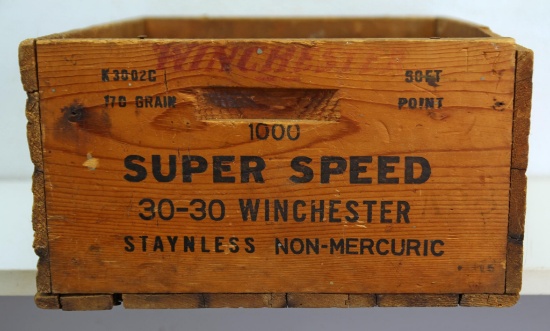 WINCHESTER
K3002C SOFT
170 GRAIN POINT
1000
SUPER SPEED
30-30 WINCHESTER
STAYNLESS NON-MERCURIC